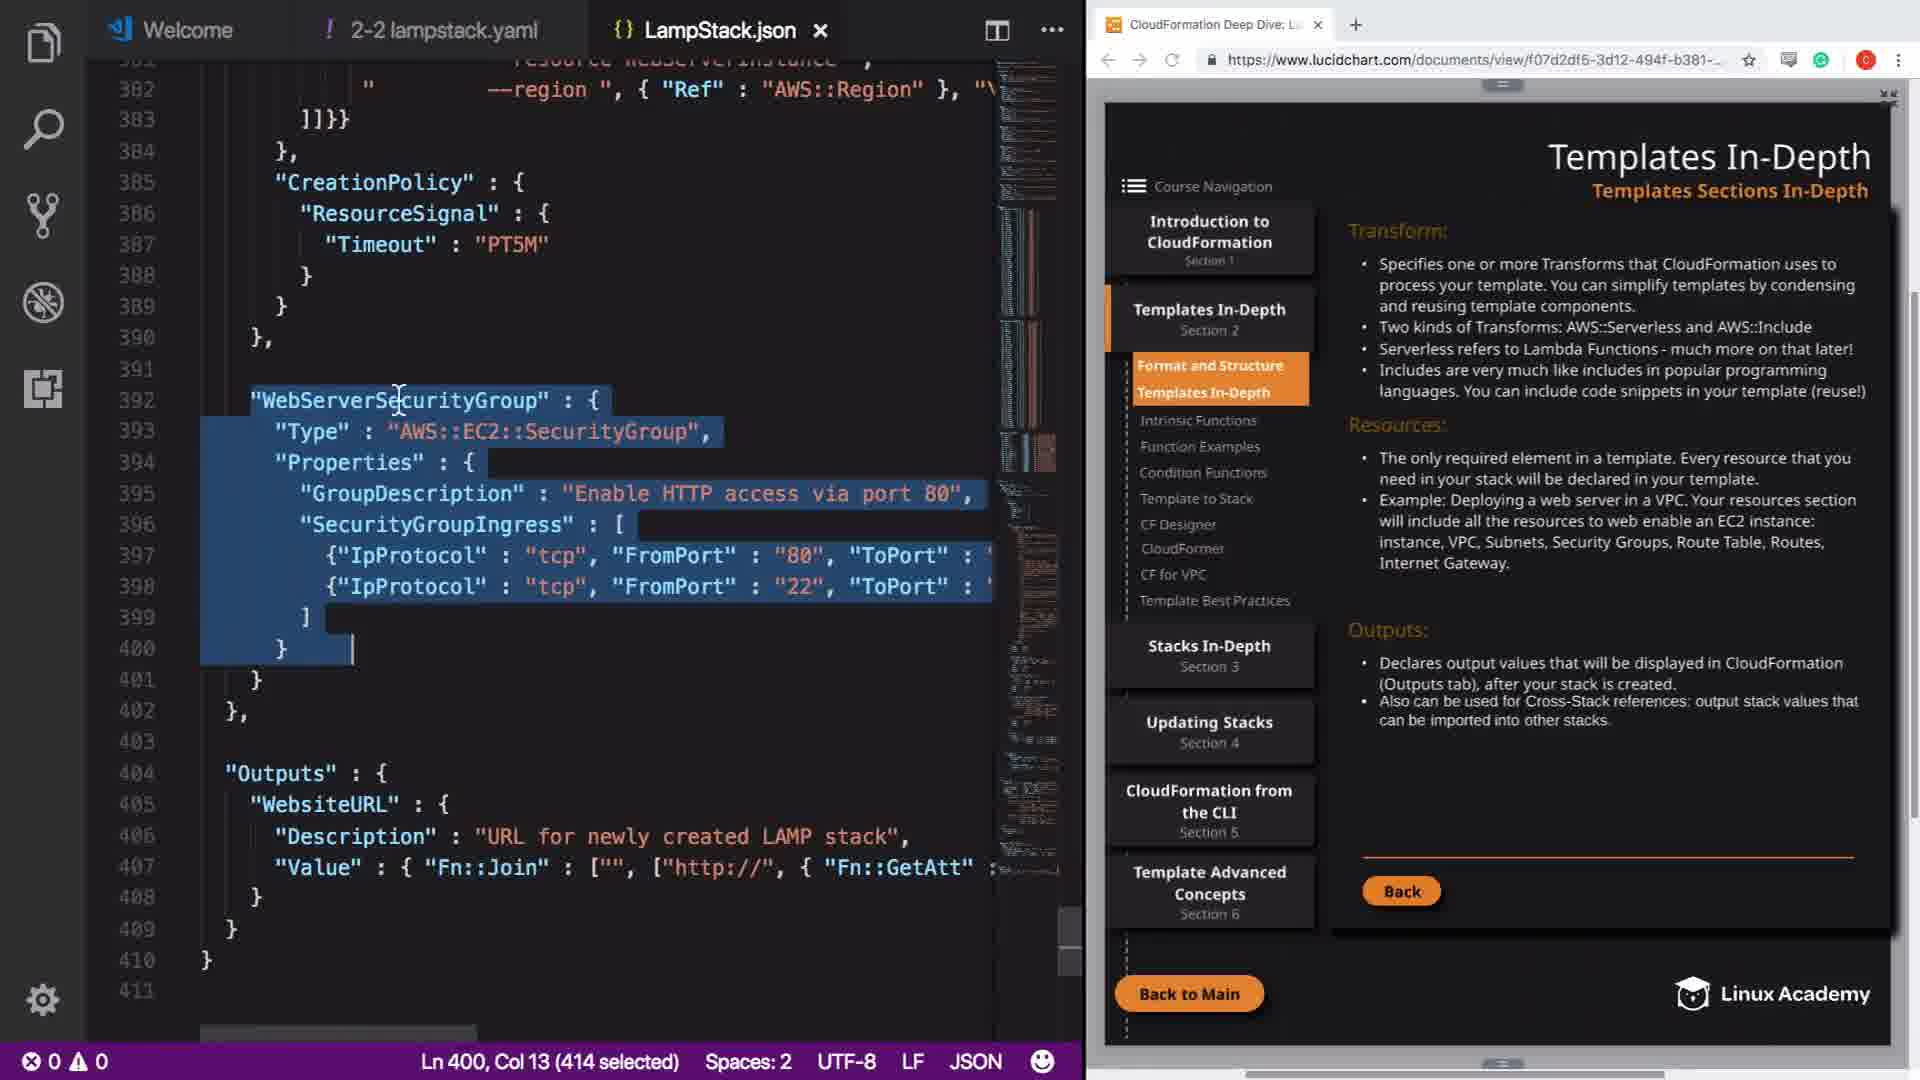 Welcome
! 2-2 lampstack.yaml
{} LampStack.json ×
382 "        --region ", { "Ref" : "AWS::Region" }, "\
383 ]]}}
384 },
385 "CreationPolicy" : {
386 "ResourceSignal" : {
387 "Timeout" : "PT5M"
388 }
389 }
390 },
391
392 "WebServerSecurityGroup" : {
393 "Type" : "AWS::EC2::SecurityGroup",
394 "Properties" : {
395 "GroupDescription" : "Enable HTTP access via port 80",
396 "SecurityGroupIngress" : [
397 {"IpProtocol" : "tcp", "FromPort" : "80", "ToPort" : "
398 {"IpProtocol" : "tcp", "FromPort" : "22", "ToPort" : "
399 ]
400 }
401 }
402 },
403
404 "Outputs" : {
405 "WebsiteURL" : {
406 "Description" : "URL for newly created LAMP stack",
407 "Value" : { "Fn::Join" : ["", ["http://", { "Fn::GetAtt" :
408 }
409 }
410 }
411
0 0
Ln 400, Col 13 (414 selected) Spaces: 2 UTF-8 LF JSON
CloudFormation Deep Dive: L
https://www.lucidchart.com/documents/view/f07d2df5-3d12-494f-b381-...
C
Templates In-Depth
Templates Sections In-Depth
Course Navigation
Introduction to
CloudFormation
Section 1
Templates In-Depth
Section 2
Format and Structure
Templates In-Depth
Intrinsic Functions
Function Examples
Condition Functions
Template to Stack
CF Designer
CloudFormer
CF for VPC
Template Best Practices
Stacks In-Depth
Section 3
Updating Stacks
Section 4
CloudFormation from
the CLI
Section 5
Template Advanced
Concepts
Section 6
Transform:
• Specifies one or more Transforms that CloudFormation uses to
process your template. You can simplify templates by condensing
and reusing template components.
• Two kinds of Transforms: AWS::Serverless and AWS::Include
• Serverless refers to Lambda Functions - much more on that later!
• Includes are very much like includes in popular programming
languages. You can include code snippets in your template (reuse!)
Resources:
• The only required element in a template. Every resource that you
need in your stack will be declared in your template.
• Example: Deploying a web server in a VPC. Your resources section
will include all the resources to web enable an EC2 instance:
instance, VPC, Subnets, Security Groups, Route Table, Routes,
Internet Gateway.
Outputs:
• Declares output values that will be displayed in CloudFormation
(Outputs tab), after your stack is created.
• Also can be used for Cross-Stack references: output stack values that
can be imported into other stacks.
Back
Back to Main
Linux Academy